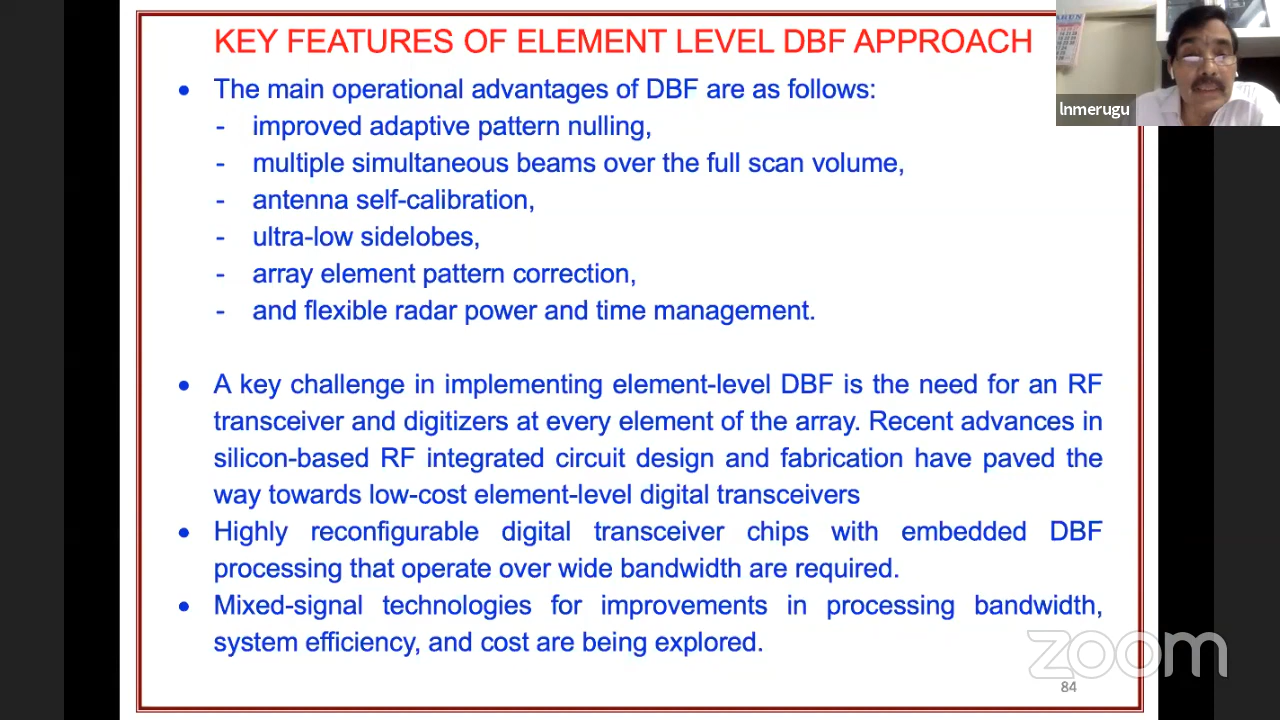 KEY FEATURES OF ELEMENT LEVEL DBF APPROACH
• The main operational advantages of DBF are as follows:
- improved adaptive pattern nulling,
- multiple simultaneous beams over the full scan volume,
- antenna self-calibration,
- ultra-low sidelobes,
- array element pattern correction,
- and flexible radar power and time management.
• A key challenge in implementing element-level DBF is the need for an RF
transceiver and digitizers at every element of the array. Recent advances in
silicon-based RF integrated circuit design and fabrication have paved the
way towards low-cost element-level digital transceivers
• Highly reconfigurable digital transceiver chips with embedded DBF
processing that operate over wide bandwidth are required.
• Mixed-signal technologies for improvements in processing bandwidth,
system efficiency, and cost are being explored.
84
lnmerugu
zoom